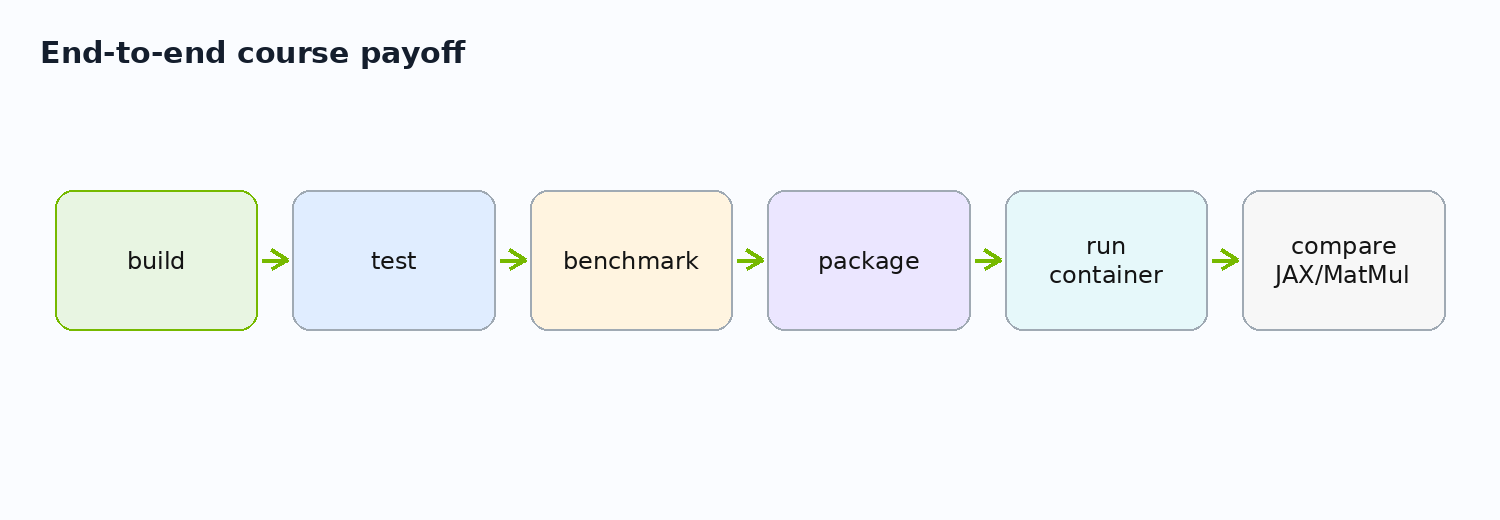 End-to-end course payoff
build
test
benchmark
package
run
container
compare
JAX/MatMul